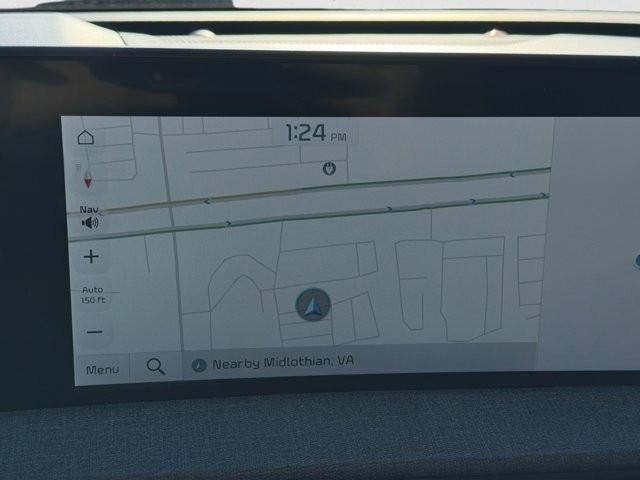 1:24 PM
Nav
+
Auto
150 ft
−
Menu
Nearby Midlothian, VA